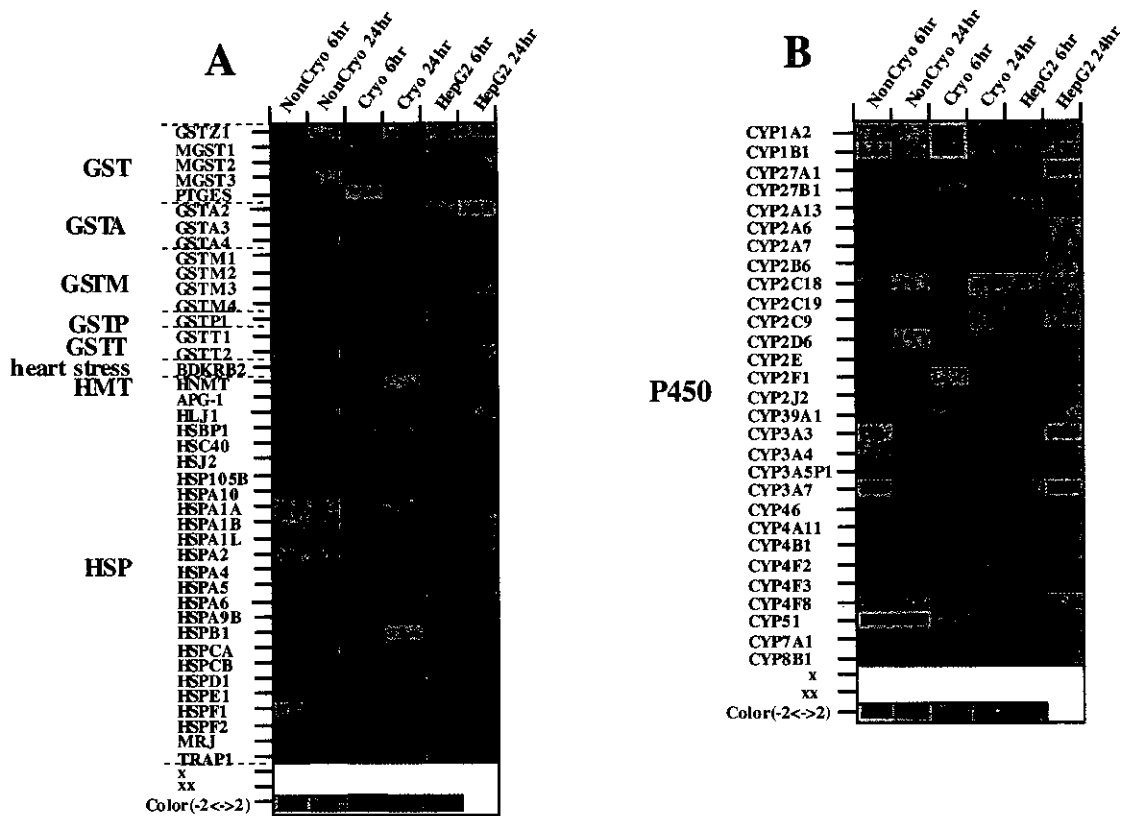 A
NonCryo 6hr
NonCryo 24hr
Cryo 6hr
Cryo 24hr
HepG2 6hr
HepG2 24hr
GST
GSTA
GSTM
GSTP
GSTT
heart stress
HMT
HSP
GSTZ1
MGST1
MGST2
MGST3
PTGES
GSTA2
GSTA3
GSTA4
GSTM1
GSTM2
GSTM3
GSTM4
GSTP1
GSTT1
GSTT2
BDKRB2
HNMT
APG-1
HLJ1
HSBP1
HSC40
HSJ2
HSP105B
HSPA10
HSPA1A
HSPA1B
HSPA1L
HSPA2
HSPA4
HSPA5
HSPA6
HSPA9B
HSPB1
HSPCA
HSPCB
HSPD1
HSPE1
HSPF1
HSPF2
MRJ
TRAP1
x
xx
Color(-2<->2)
B
NonCryo 6hr
NonCryo 24hr
Cryo 6hr
Cryo 24hr
HepG2 6hr
HepG2 24hr
P450
CYP1A2
CYP1B1
CYP27A1
CYP27B1
CYP2A13
CYP2A6
CYP2A7
CYP2B6
CYP2C18
CYP2C19
CYP2C9
CYP2D6
CYP2E
CYP2F1
CYP2J2
CYP39A1
CYP3A3
CYP3A4
CYP3A5P1
CYP3A7
CYP46
CYP4A11
CYP4B1
CYP4F2
CYP4F3
CYP4F8
CYP51
CYP7A1
CYP8B1
x
xx
Color(-2<->2)